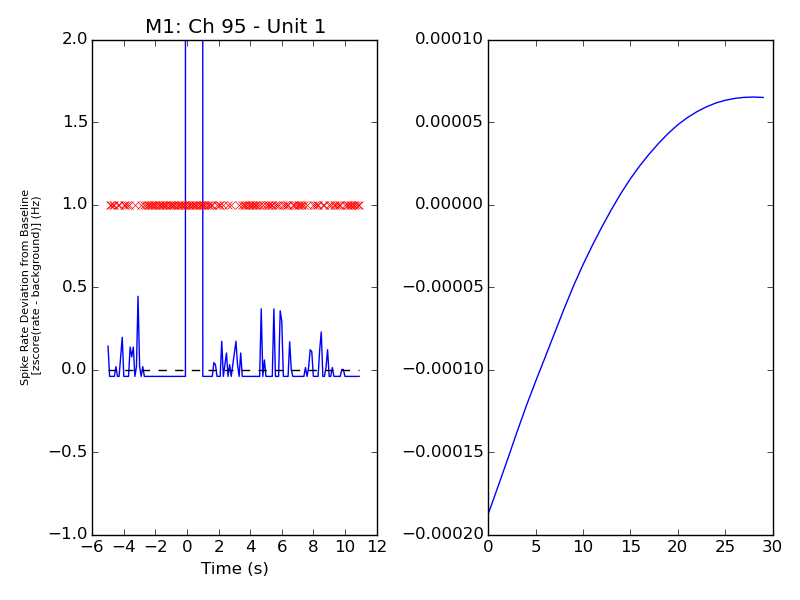 M1: Ch 95 - Unit 1
2.0
1.5
1.0
0.5
0.0
−0.5
−1.0
Spike Rate Deviation from Baseline
[zscore(rate - background)] (Hz)
−6 −4 −2 0 2 4 6 8 10 12
Time (s)
0.00010
0.00005
0.00000
−0.00005
−0.00010
−0.00015
−0.00020
0 5 10 15 20 25 30